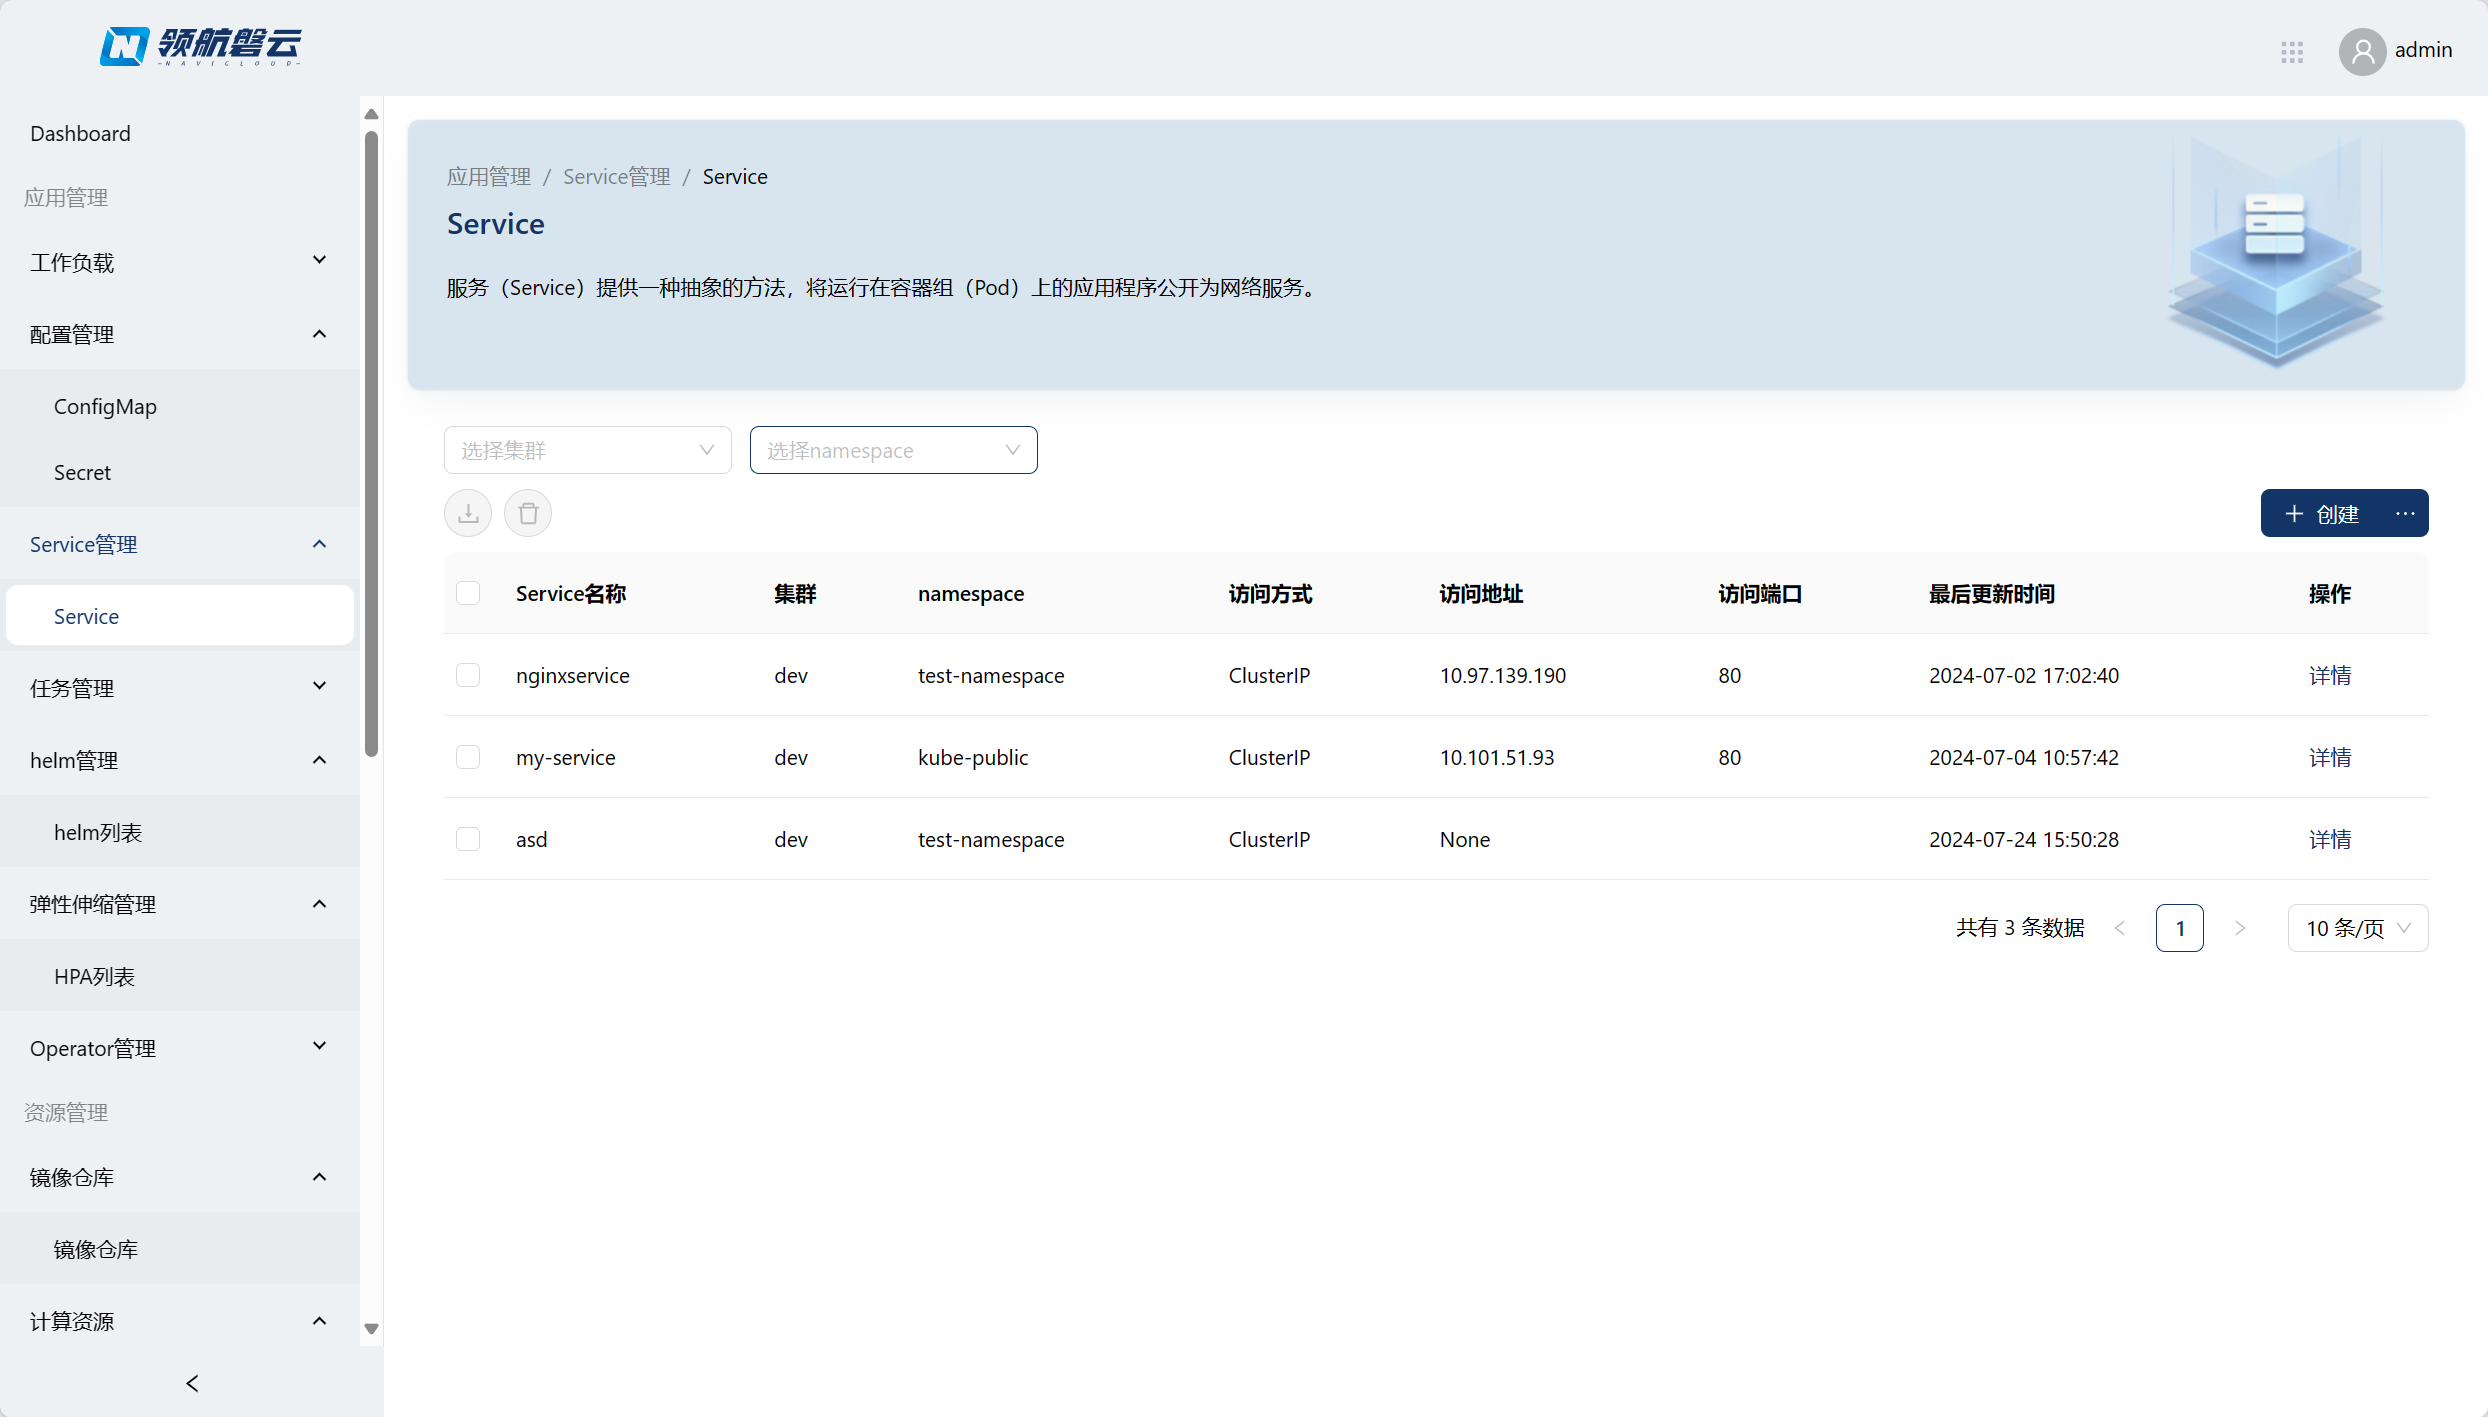 领航磐云
NAVICLOUD
admin
Dashboard
应用管理
工作负载
配置管理
ConfigMap
Secret
Service管理
Service
任务管理
helm管理
helm列表
弹性伸缩管理
HPA列表
Operator管理
资源管理
镜像仓库
镜像仓库
计算资源
应用管理 / Service管理 / Service
Service
服务（Service）提供一种抽象的方法，将运行在容器组（Pod）上的应用程序公开为网络服务。
选择集群 选择namespace
创建 ···
Service名称 集群 namespace 访问方式 访问地址 访问端口 最后更新时间 操作
nginxservice dev test-namespace ClusterIP 10.97.139.190 80 2024-07-02 17:02:40 详情
my-service dev kube-public ClusterIP 10.101.51.93 80 2024-07-04 10:57:42 详情
asd dev test-namespace ClusterIP None 2024-07-24 15:50:28 详情
共有 3 条数据 1 10 条/页